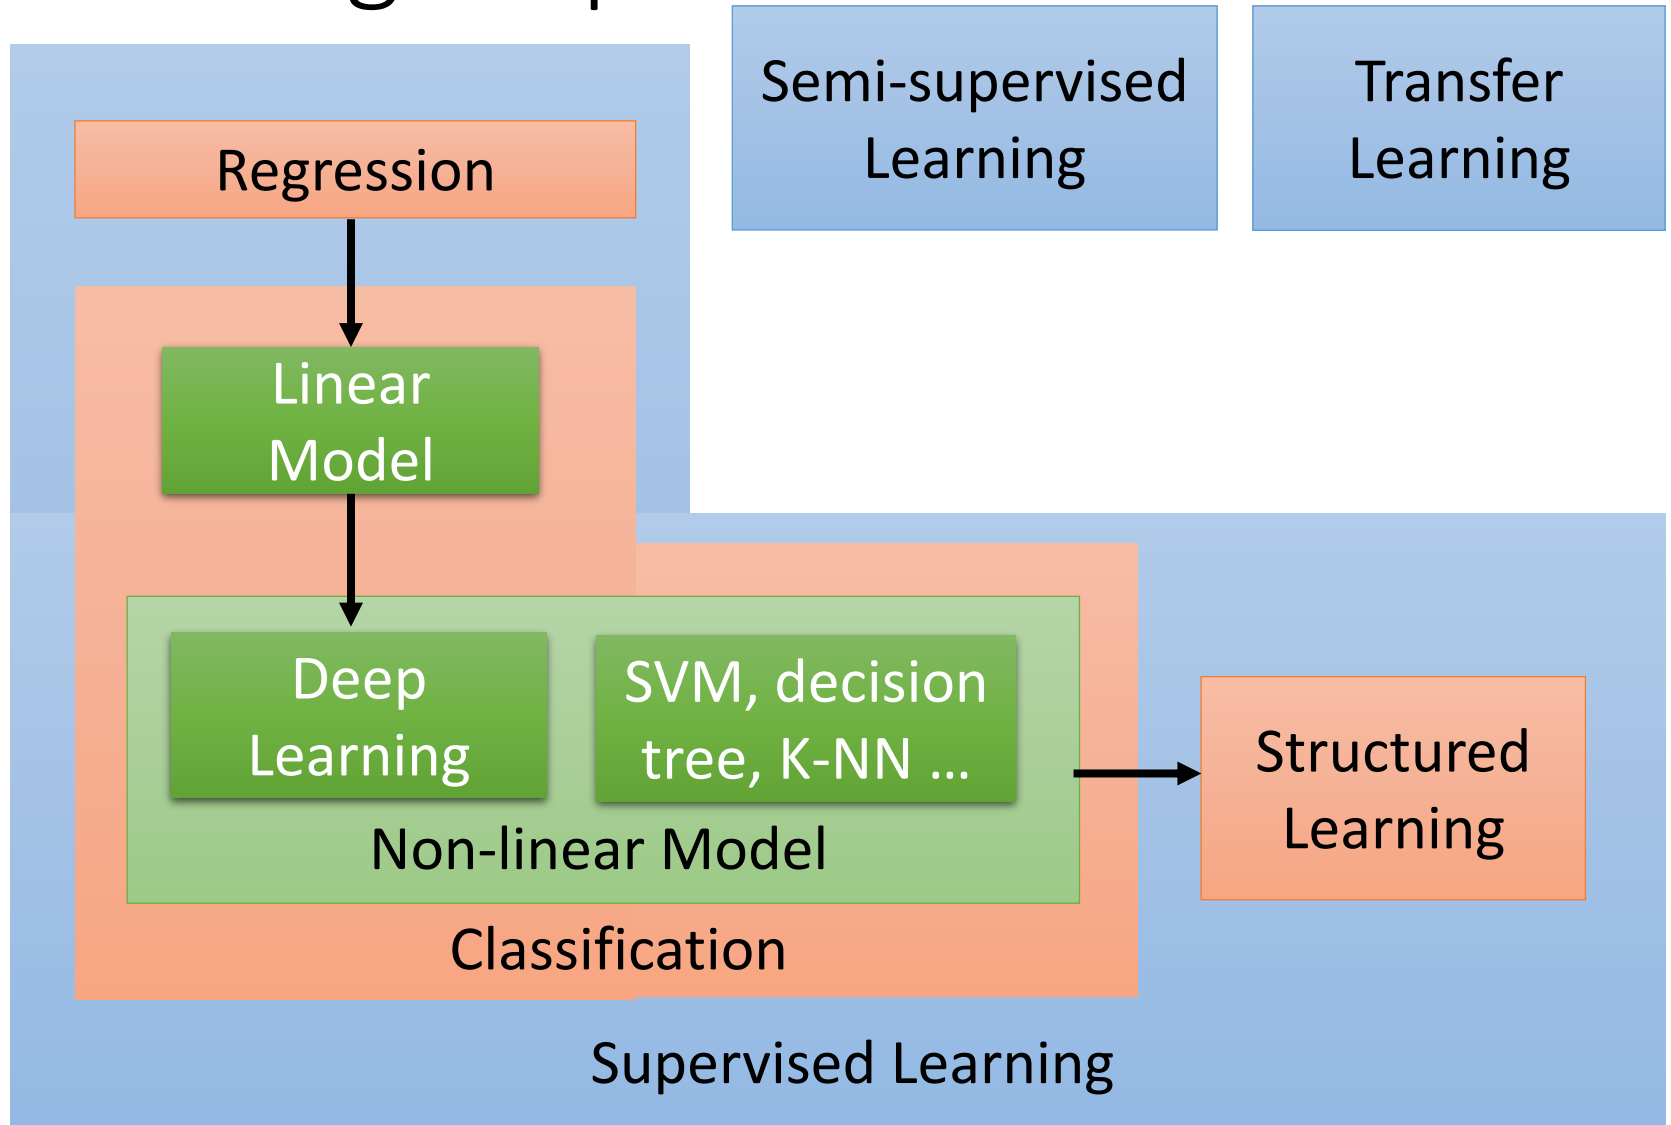 Semi-supervised
Learning
Transfer
Learning
Regression
Linear
Model
Deep
Learning
SVM, decision
tree, K-NN ...
Non-linear Model
Classification
Structured
Learning
Supervised Learning